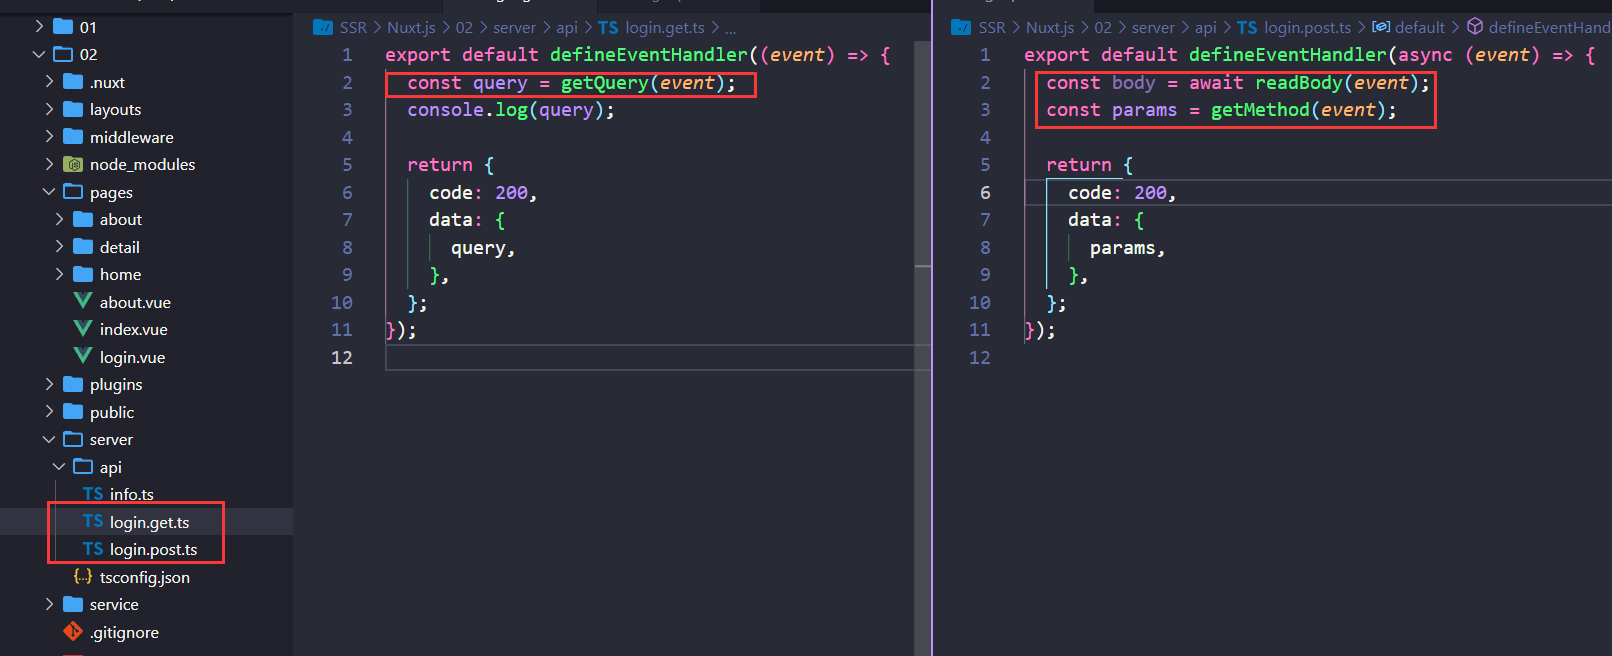 01
02
.nuxt
layouts
middleware
node_modules
pages
about
detail
home
about.vue
index.vue
login.vue
plugins
public
server
api
TS info.ts
TS login.get.ts
TS login.post.ts
{..} tsconfig.json
service
.gitignore
SSR > Nuxt.js > 02 > server > api > TS login.get.ts > ...
1 export default defineEventHandler((event) => {
2 const query = getQuery(event);
3 console.log(query);
4
5 return {
6 code: 200,
7 data: {
8 query,
9 },
10 };
11 });
12
SSR > Nuxt.js > 02 > server > api > TS login.post.ts > default > defineEventHand
1 export default defineEventHandler(async (event) => {
2 const body = await readBody(event);
3 const params = getMethod(event);
4
5 return {
6 code: 200,
7 data: {
8 params,
9 },
10 };
11 });
12